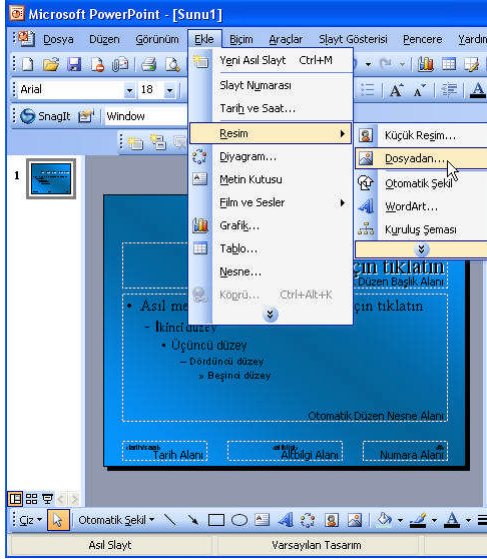 Microsoft PowerPoint - [Sunu1]
Dosya Düzen Görünüm Ekle Biçim Araçlar Slayt Gösterisi Pencere Yardın
Arial 18
SnagIt Window
Yeni Asıl Slayt Ctrl+M
Slayt Numarası
Tarih ve Saat...
Resim
Diyagram...
Metin Kutusu
Film ve Sesler
Grafik...
Tablo...
Nesne...
Köprü... Ctrl+Alt+K
Küçük Resim...
Dosyadan...
Otomatik Şekil
WordArt...
Kuruluş Şeması
1
için tıklatın
Düzen Başlık Alanı
• Asıl me çin tıklatın
– İkinci düzey
• Üçüncü düzey
– Dördüncü düzey
» Beşinci düzey
Otomatik Düzen Nesne Alanı
Tarih Alanı Altbilgi Alanı Numara Alanı
Çiz Otomatik Şekil
Asıl Slayt Varsayılan Tasarım